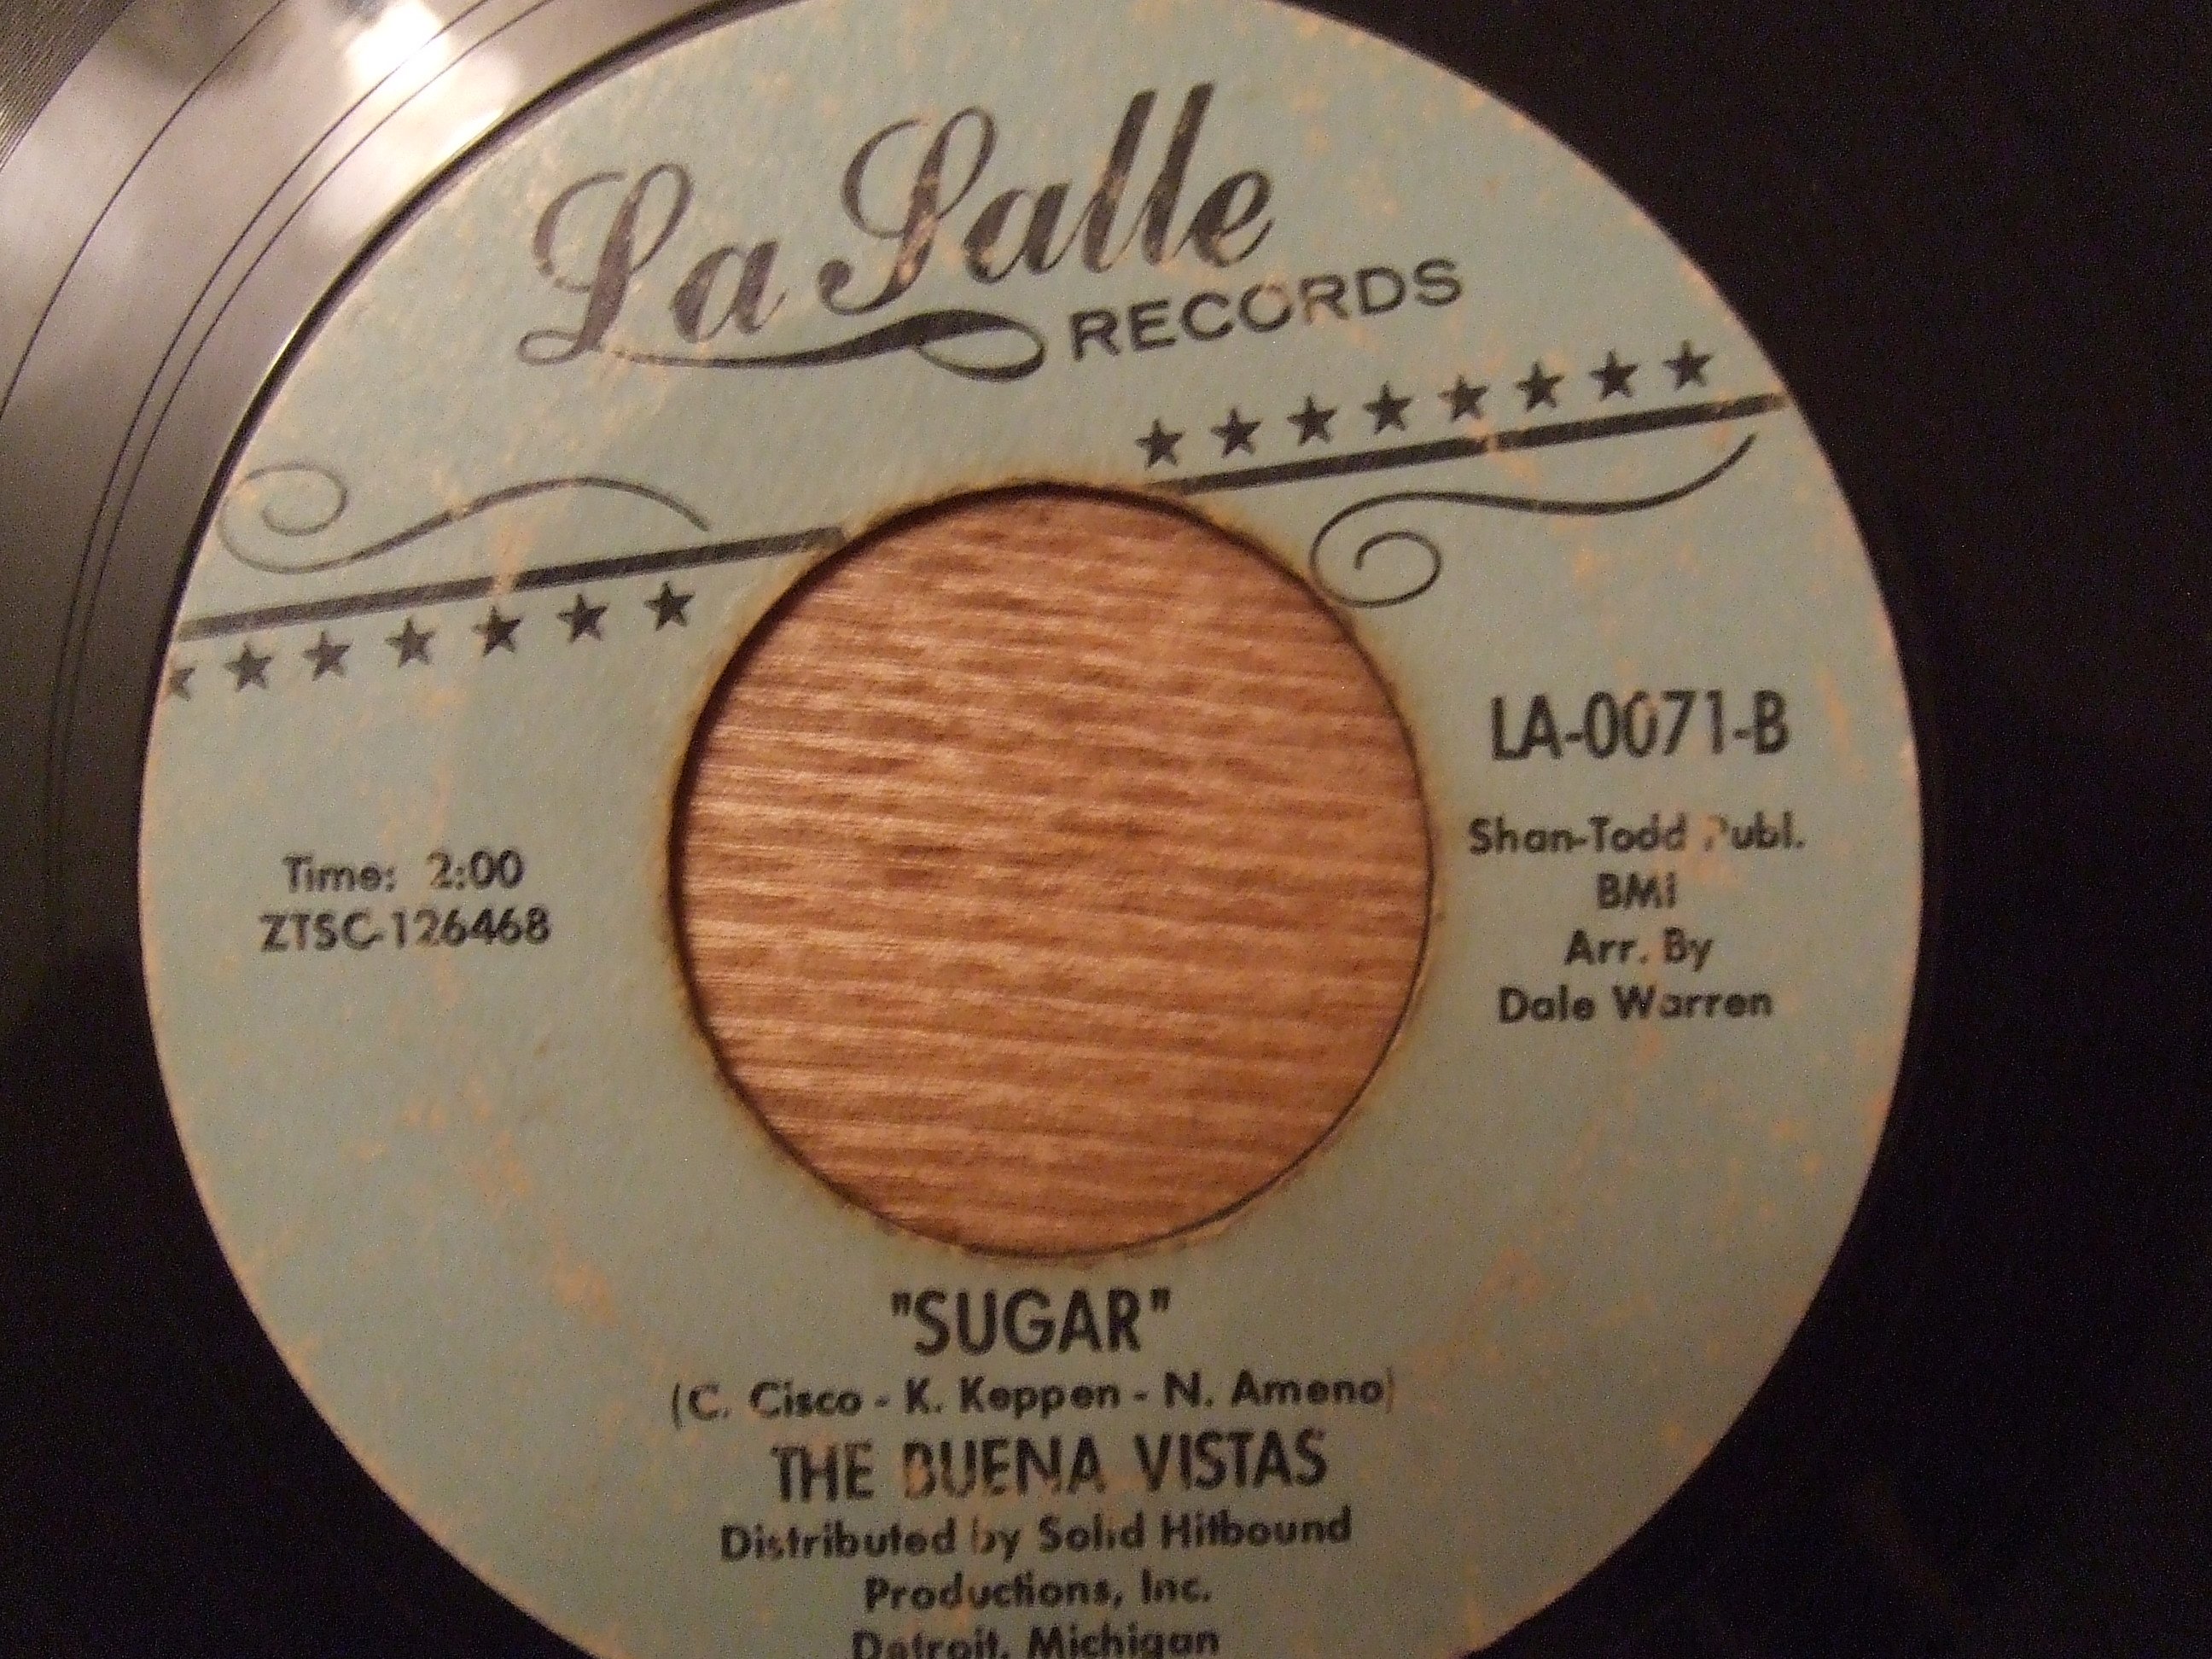 La Salle
RECORDS
LA-0071-B
Shan-Todd Publ.
BMi
Arr. By
Dale Warren
Time: 2:00
ZTSC-126468
"SUGAR"
(C. Cisco - K. Keppen - N. Ameno)
THE BUENA VISTAS
Distributed by Solid Hitbound
Productions, Inc.
Detroit, Michigan